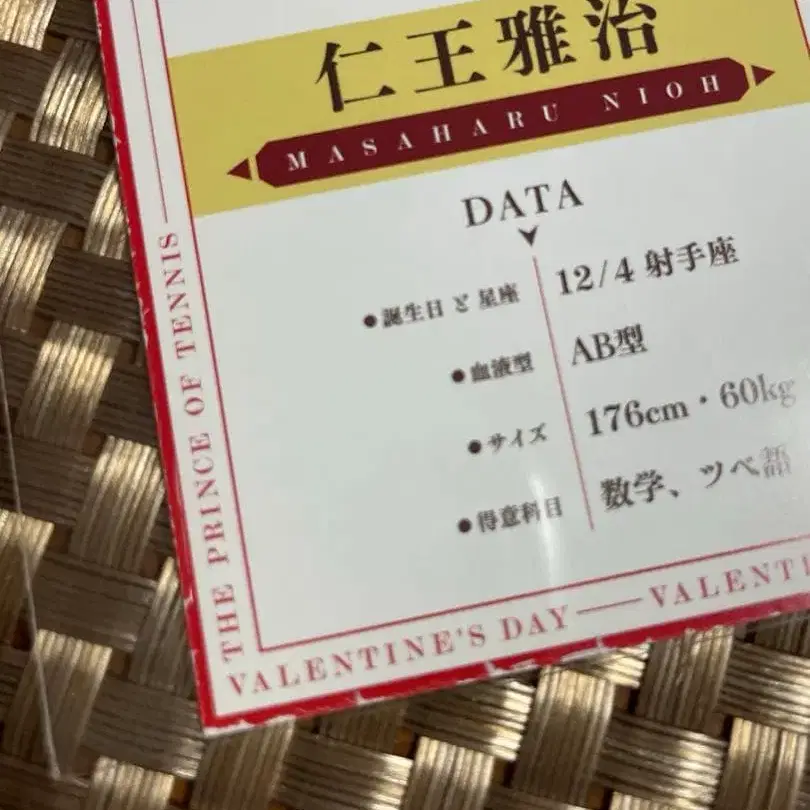 仁王雅治
MASAHARU NIOH
DATA
●誕生日と星座 12/4 射手座
●血液型 AB型
●サイズ 176cm・60kg
●得意科目 数学、ツベ語
THE PRINCE OF TENNIS
VALENTINE'S DAY — VALENTI